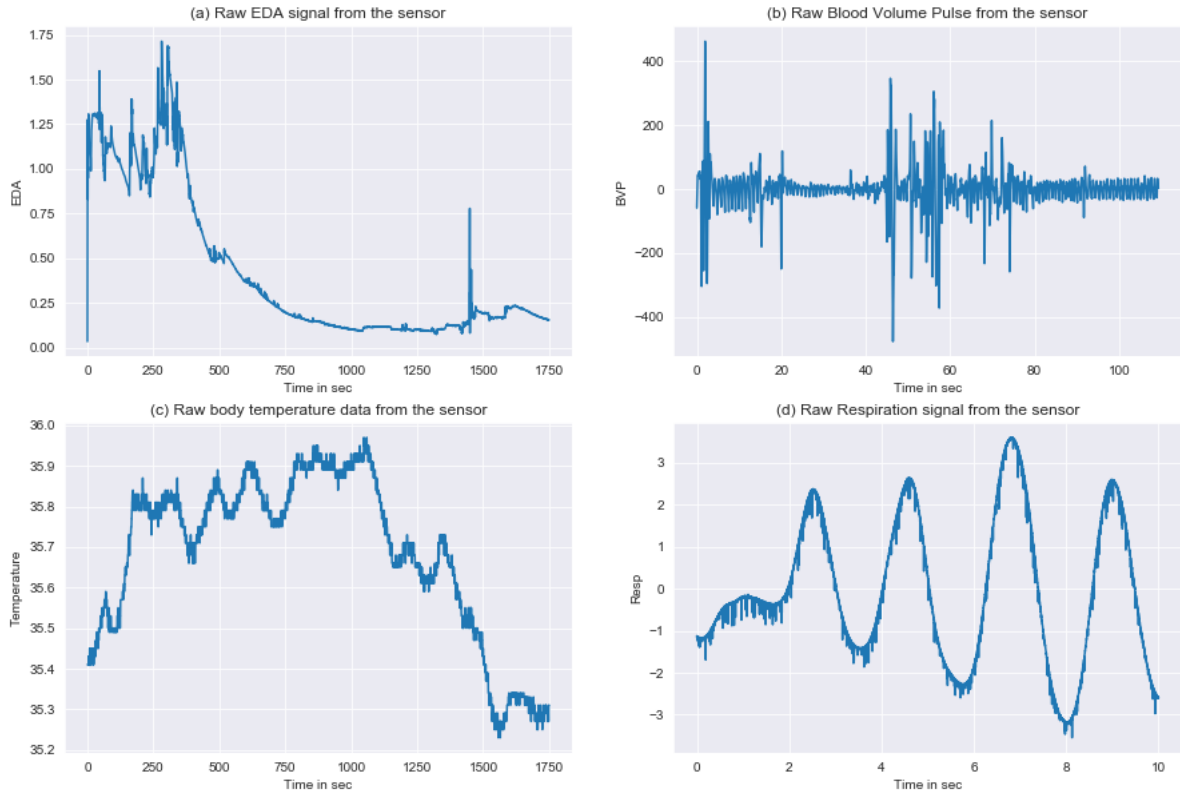 (a) Raw EDA signal from the sensor
1.75
1.50
1.25
1.00
0.75
0.50
0.25
0.00
EDA
0 250 500 750 1000 1250 1500 1750
Time in sec
(b) Raw Blood Volume Pulse from the sensor
400
200
0
−200
−400
BVP
0 20 40 60 80 100
Time in sec
(c) Raw body temperature data from the sensor
36.0
35.9
35.8
35.7
35.6
35.5
35.4
35.3
35.2
Temperature
0 250 500 750 1000 1250 1500 1750
Time in sec
(d) Raw Respiration signal from the sensor
3
2
1
0
−1
−2
−3
Resp
0 2 4 6 8 10
Time in sec